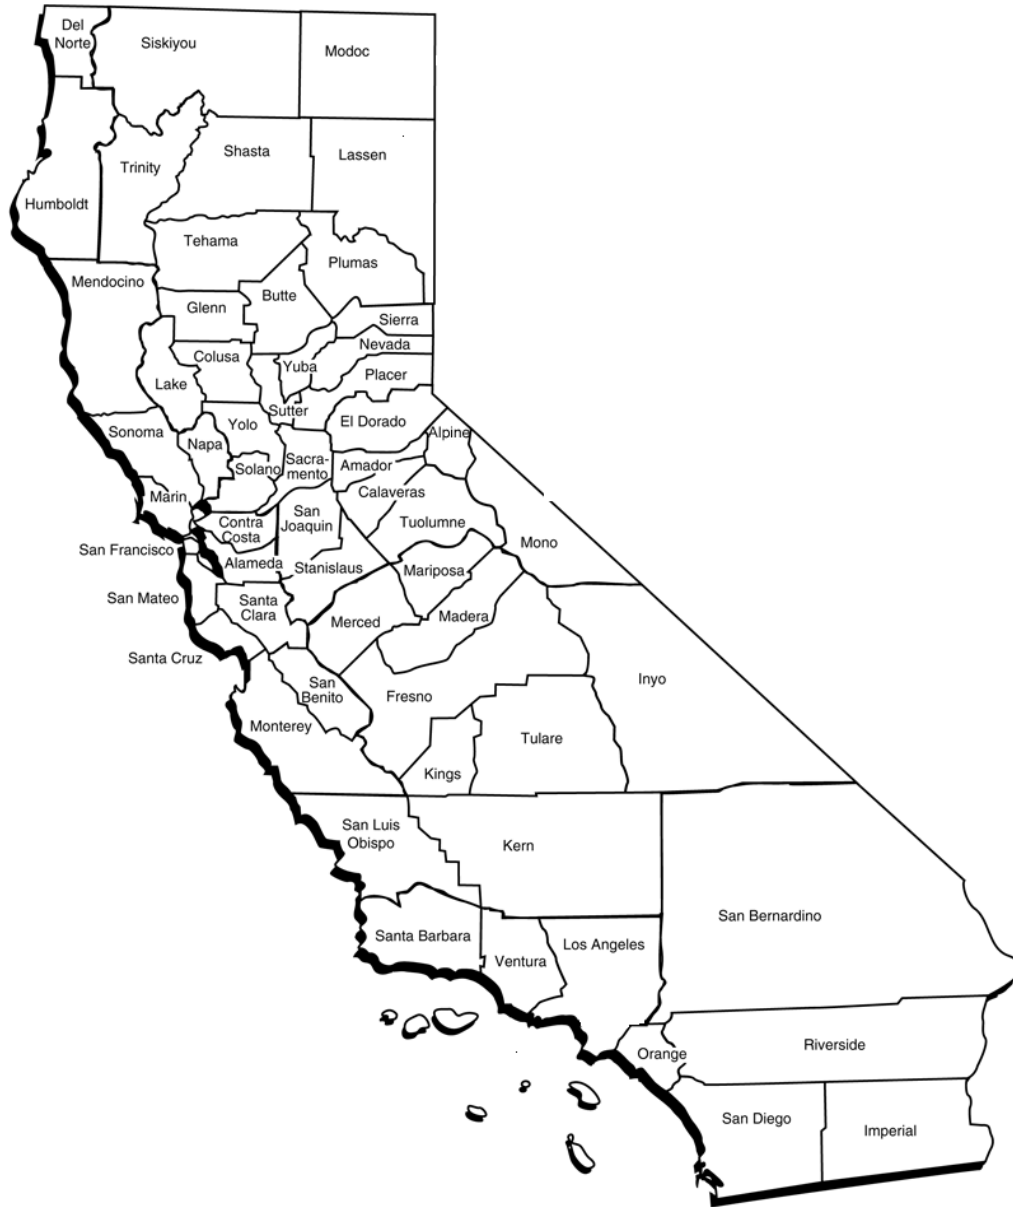 Del
Norte
Siskiyou
Modoc
Shasta
Lassen
Trinity
Humboldt
Tehama
Plumas
Mendocino
Butte
Glenn
Sierra
Nevada
Colusa
Yuba
Placer
Lake
Sutter
El Dorado
Yolo
Sonoma
Alpine
Napa
Sacra-
mento
Solano
Amador
Calaveras
Marin
San
Joaquin
Contra
Costa
Tuolumne
Mono
San Francisco
Alameda
Stanislaus
Mariposa
San Mateo
Santa
Clara
Madera
Merced
Santa Cruz
Inyo
San
Benito
Fresno
Monterey
Tulare
Kings
San Luis
Obispo
Kern
San Bernardino
Santa Barbara
Los Angeles
Ventura
Riverside
Orange
San Diego
Imperial